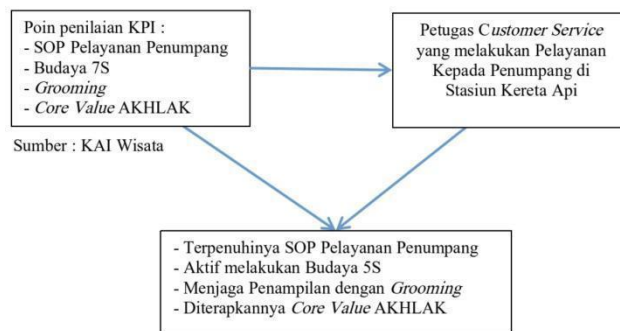 Poin penilaian KPI :
- SOP Pelayanan Penumpang
- Budaya 7S
- Grooming
- Core Value AKHLAK
Sumber : KAI Wisata
Petugas Customer Service
yang melakukan Pelayanan
Kepada Penumpang di
Stasiun Kereta Api
- Terpenuhinya SOP Pelayanan Penumpang
- Aktif melakukan Budaya 5S
- Menjaga Penampilan dengan Grooming
- Diterapkannya Core Value AKHLAK